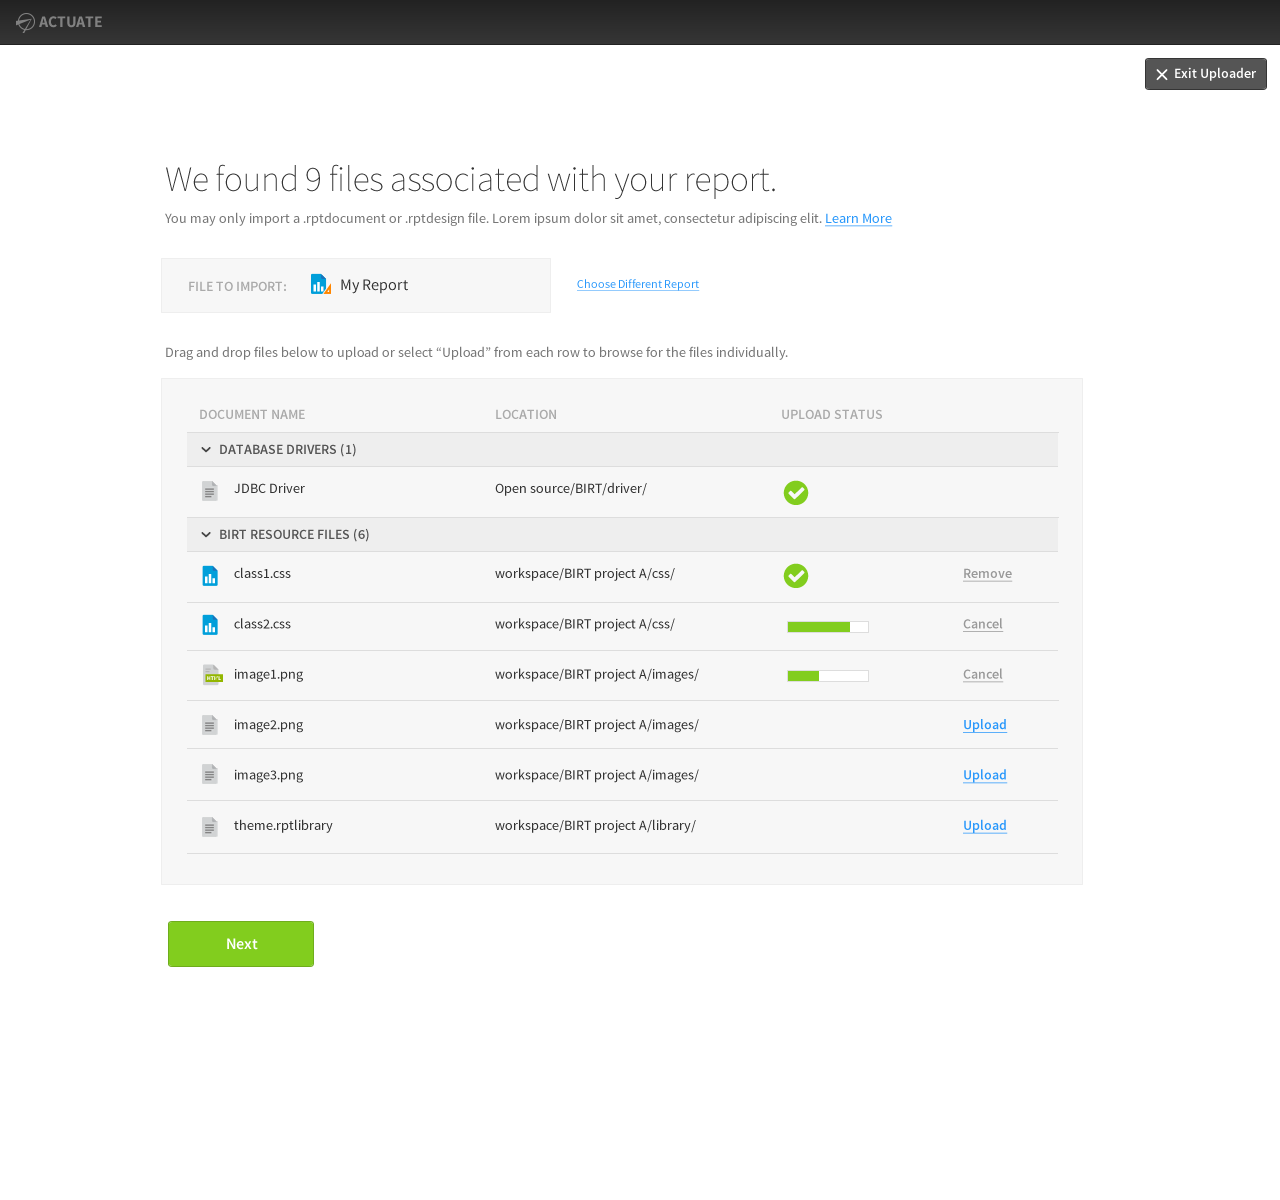 ACTUATE
Exit Uploader
We found 9 files associated with your report.
You may only import a .rptdocument or .rptdesign file. Lorem ipsum dolor sit amet, consectetur adipiscing elit. Learn More
FILE TO IMPORT: My Report Choose Different Report
Drag and drop files below to upload or select “Upload” from each row to browse for the files individually.
DOCUMENT NAME LOCATION UPLOAD STATUS
DATABASE DRIVERS (1)
JDBC Driver Open source/BIRT/driver/
BIRT RESOURCE FILES (6)
class1.css workspace/BIRT project A/css/ Remove
class2.css workspace/BIRT project A/css/ Cancel
HTML image1.png workspace/BIRT project A/images/ Cancel
image2.png workspace/BIRT project A/images/ Upload
image3.png workspace/BIRT project A/images/ Upload
theme.rptlibrary workspace/BIRT project A/library/ Upload
Next